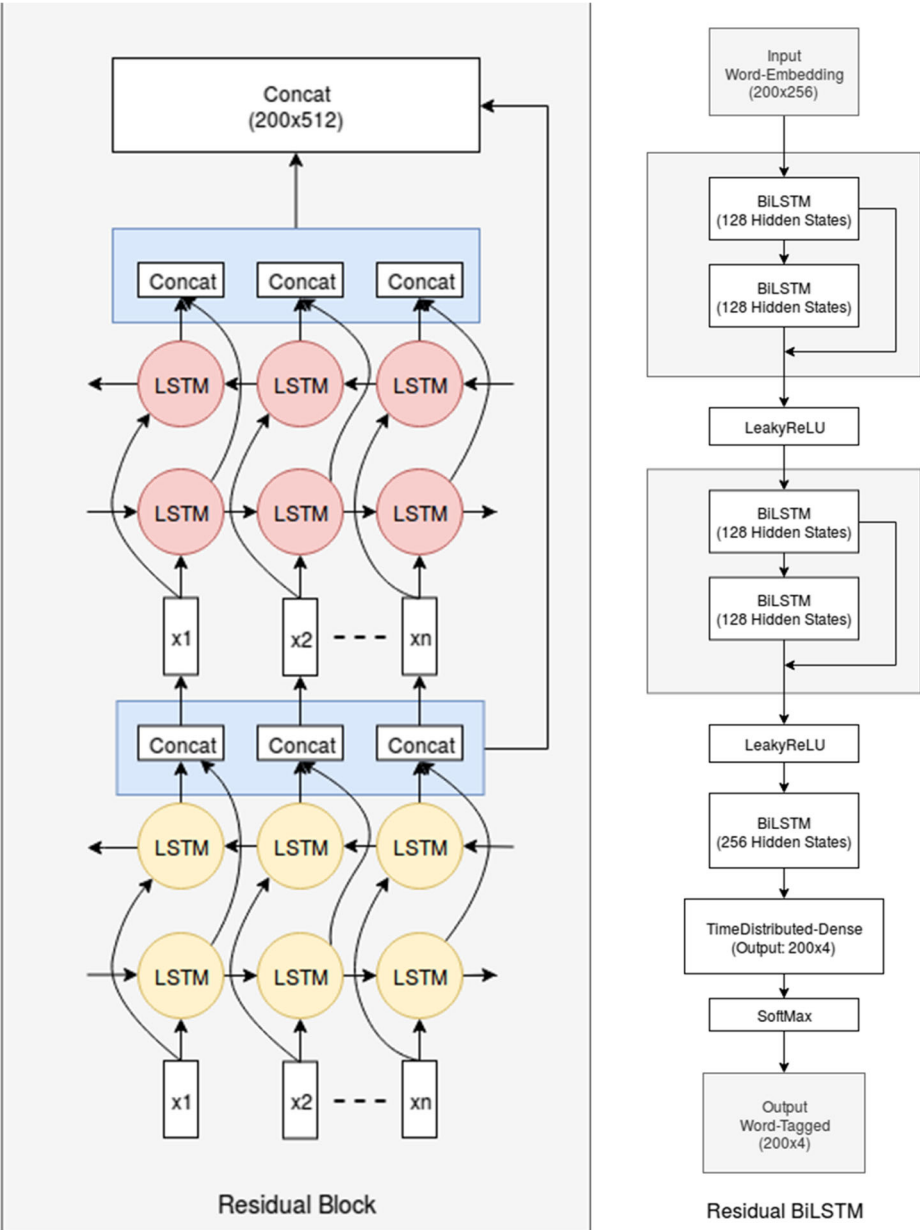 Concat
(200x512)
Concat Concat Concat
LSTM LSTM LSTM
LSTM LSTM LSTM
x1 x2 xn
Concat Concat Concat
LSTM LSTM LSTM
LSTM LSTM LSTM
x1 x2 xn
Residual Block
Input
Word-Embedding
(200x256)
BiLSTM
(128 Hidden States)
BiLSTM
(128 Hidden States)
LeakyReLU
BiLSTM
(128 Hidden States)
BiLSTM
(128 Hidden States)
LeakyReLU
BiLSTM
(256 Hidden States)
TimeDistributed-Dense
(Output: 200x4)
SoftMax
Output
Word-Tagged
(200x4)
Residual BiLSTM